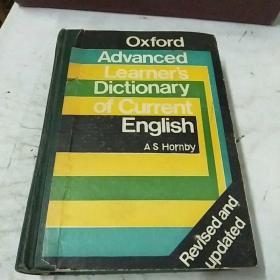 Oxford
Advanced
Learner's
Dictionary
of Current
English
A S Hornby
Revised and
updated